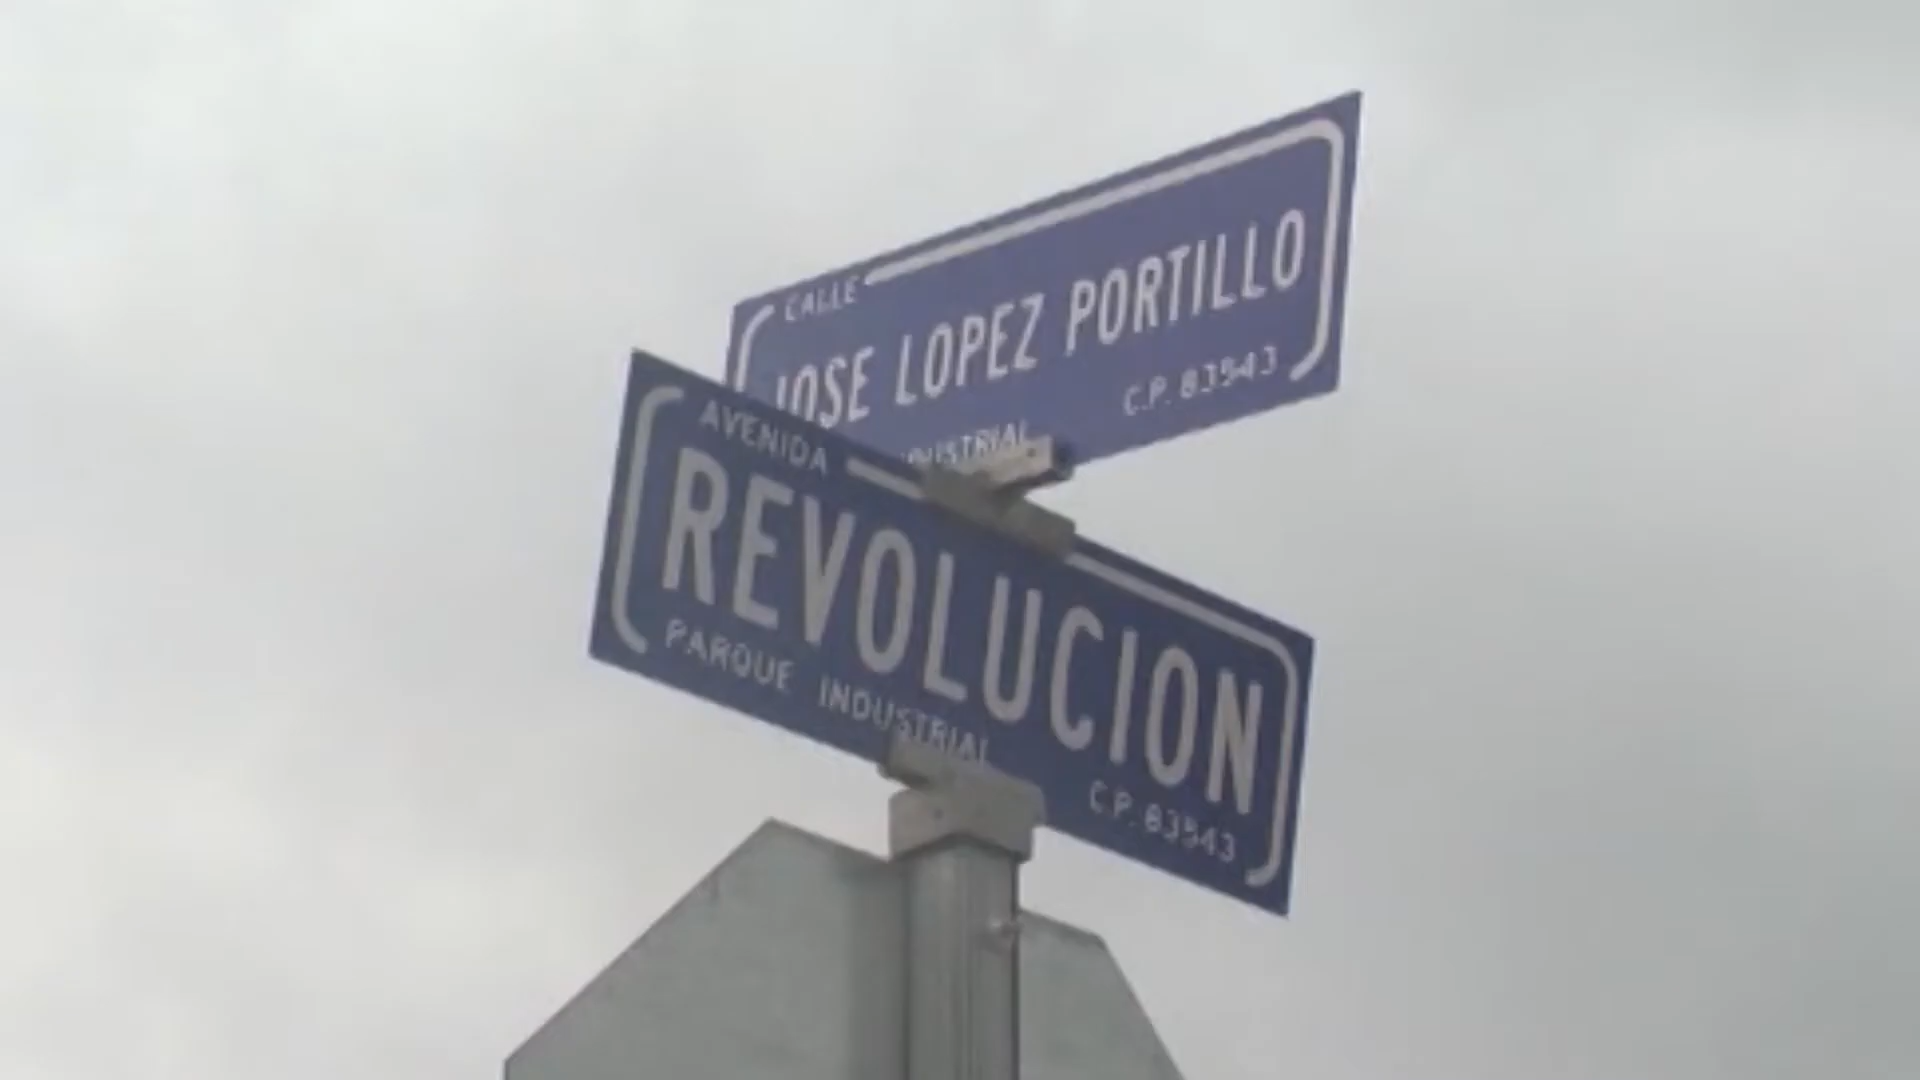 CALLE
JOSE LOPEZ PORTILLO
C.P. 83543
AVENIDA
REVOLUCION
PARQUE INDUSTRIAL
C.P. 83543